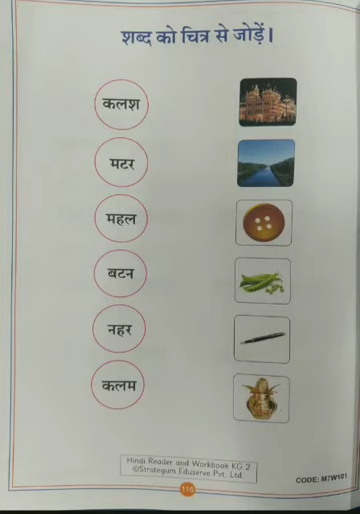 शब्द को चित्र से जोड़ें।
कलश
मटर
महल
बटन
नहर
कलम
Hindi Reader and Workbook KG 2
©Strategum Eduserve Pvt. Ltd.
CODE: M7W101
116